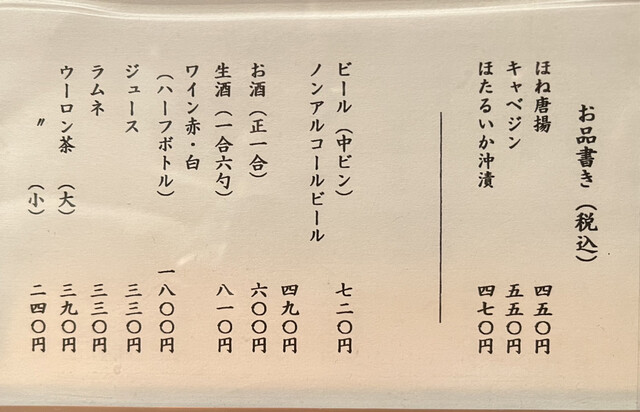 お品書き（税込）
ほね唐揚 四五〇円
キャベジン 五五〇円
ほたるいか沖漬 四七〇円
ビール（中ビン） 七二〇円
ノンアルコールビール 四九〇円
お酒（正一合） 六〇〇円
生酒（一合六勺） 八一〇円
ワイン赤・白
（ハーフボトル） 一八〇〇円
ジュース 三三〇円
ラムネ 三三〇円
ウーロン茶（大） 三九〇円
〃（小） 二四〇円